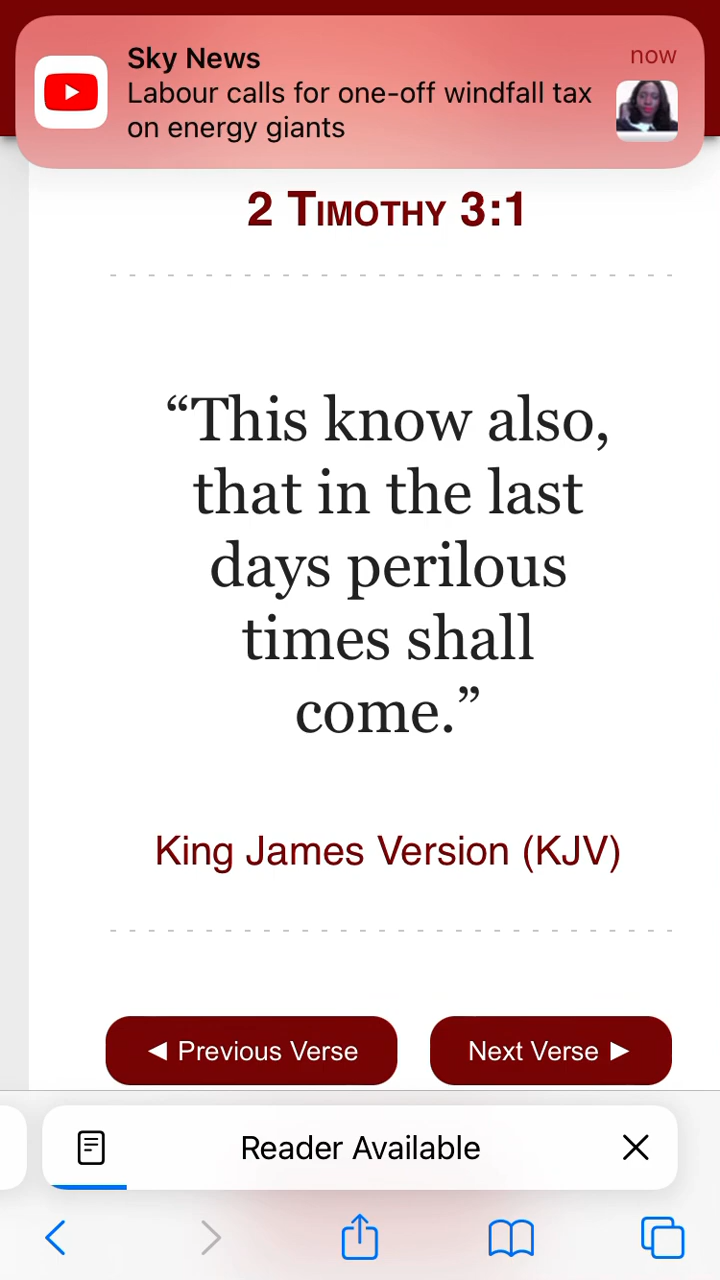 Sky News
now
Labour calls for one-off windfall tax
on energy giants
2 Timothy 3:1
“This know also,
that in the last
days perilous
times shall
come.”
King James Version (KJV)
◀ Previous Verse
Next Verse ▶
Reader Available